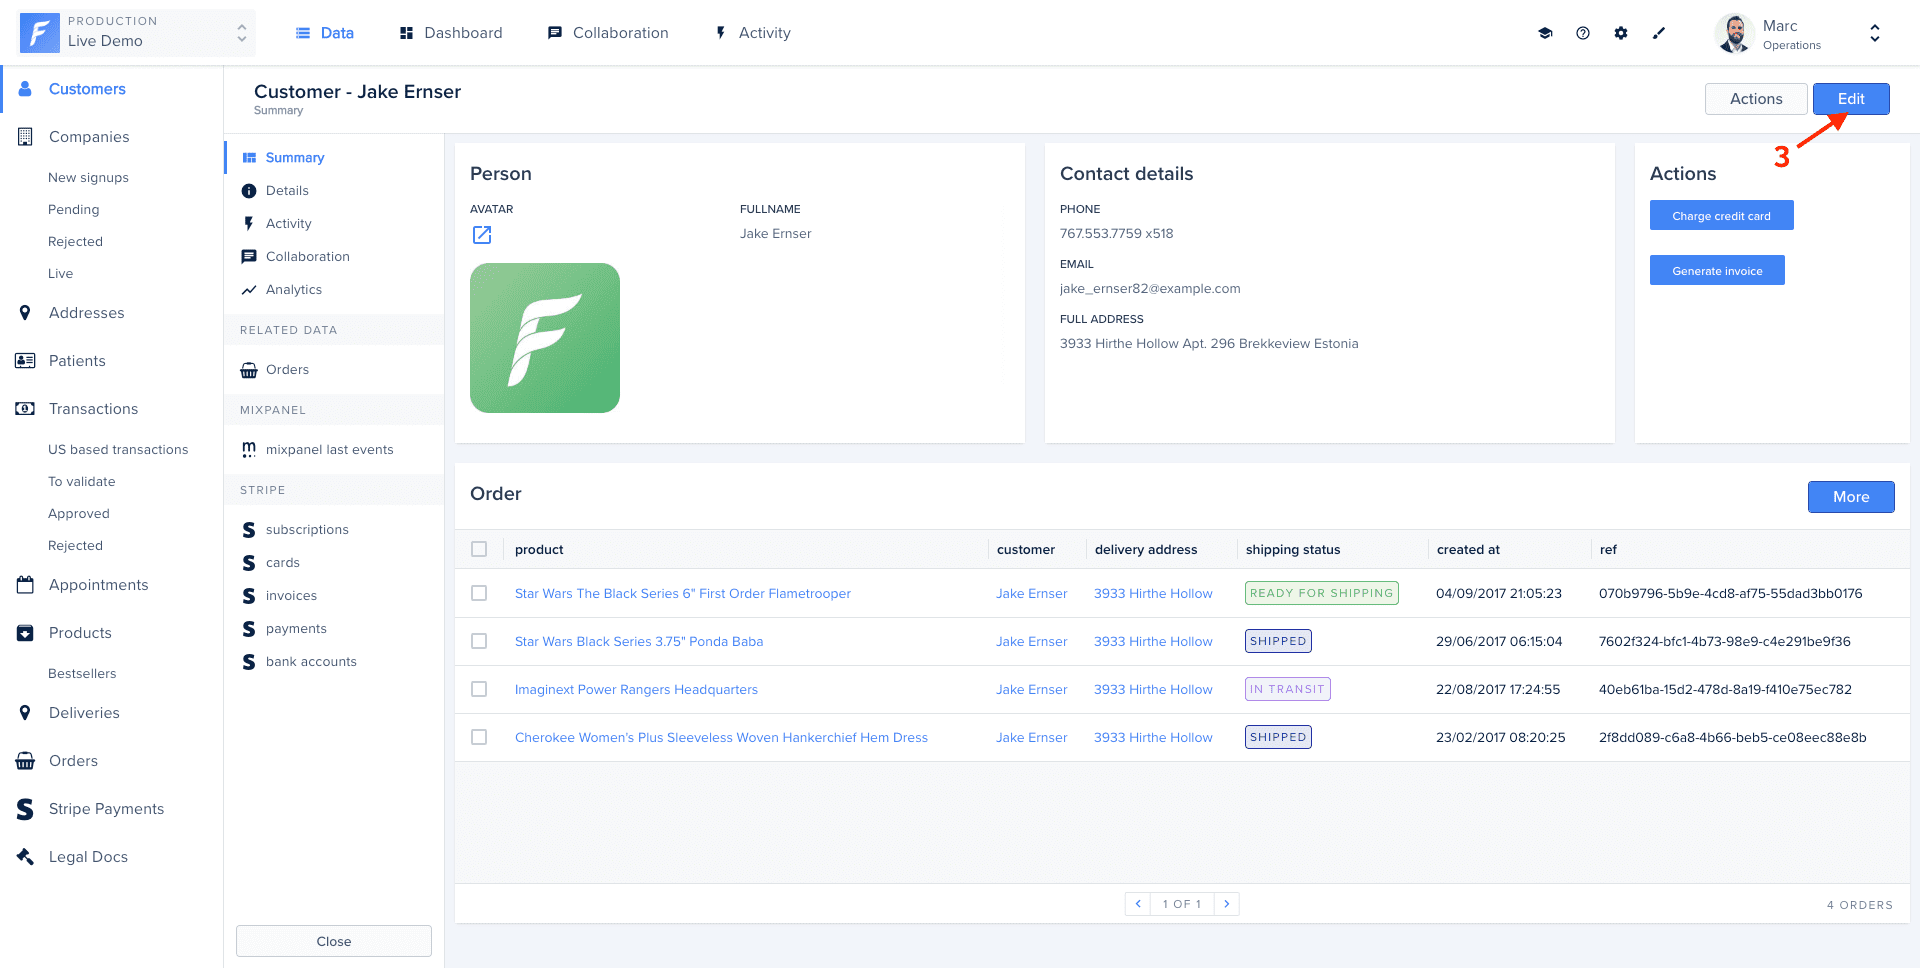 PRODUCTION
Live Demo
Data
Dashboard
Collaboration
Activity
Marc
Operations
Customers
Companies
New signups
Pending
Rejected
Live
Addresses
Patients
Transactions
US based transactions
To validate
Approved
Rejected
Appointments
Products
Bestsellers
Deliveries
Orders
Stripe Payments
Legal Docs
Customer - Jake Ernser
Summary
Actions
Edit
3
Summary
Details
Activity
Collaboration
Analytics
RELATED DATA
Orders
MIXPANEL
mixpanel last events
STRIPE
subscriptions
cards
invoices
payments
bank accounts
Close
Person
AVATAR
FULLNAME
Jake Ernser
Contact details
PHONE
767.553.7759 x518
EMAIL
jake_ernser82@example.com
FULL ADDRESS
3933 Hirthe Hollow Apt. 296 Brekkeview Estonia
Actions
Charge credit card
Generate invoice
Order
More
product customer delivery address shipping status created at ref
Star Wars The Black Series 6" First Order Flametrooper Jake Ernser 3933 Hirthe Hollow READY FOR SHIPPING 04/09/2017 21:05:23 070b9796-5b9e-4cd8-af75-55dad3bb0176
Star Wars Black Series 3.75" Ponda Baba Jake Ernser 3933 Hirthe Hollow SHIPPED 29/06/2017 06:15:04 7602f324-bfc1-4b73-98e9-c4e291be9f36
Imaginext Power Rangers Headquarters Jake Ernser 3933 Hirthe Hollow IN TRANSIT 22/08/2017 17:24:55 40eb61ba-15d2-478d-8a19-f410e75ec782
Cherokee Women's Plus Sleeveless Woven Hankerchief Hem Dress Jake Ernser 3933 Hirthe Hollow SHIPPED 23/02/2017 08:20:25 2f8dd089-c6a8-4b66-beb5-ce08eec88e8b
1 OF 1
4 ORDERS